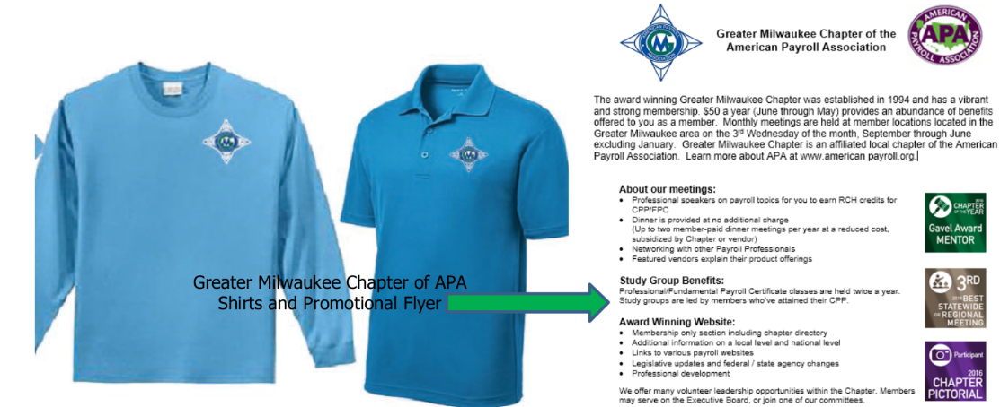 Greater Milwaukee Chapter of APA
Shirts and Promotional Flyer
AMERICAN PAYROLL
GM
ASSOCIATION
Greater Milwaukee Chapter of the
American Payroll Association
AMERICAN
APA
PAYROLL ASSOCIATION
The award winning Greater Milwaukee Chapter was established in 1994 and has a vibrant
and strong membership. $50 a year (June through May) provides an abundance of benefits
offered to you as a member. Monthly meetings are held at member locations located in the
Greater Milwaukee area on the 3rd Wednesday of the month, September through June
excluding January. Greater Milwaukee Chapter is an affiliated local chapter of the American
Payroll Association. Learn more about APA at www.american payroll.org.
About our meetings:
• Professional speakers on payroll topics for you to earn RCH credits for
CPP/FPC
• Dinner is provided at no additional charge
(Up to two member-paid dinner meetings per year at a reduced cost,
subsidized by Chapter or vendor)
• Networking with other Payroll Professionals
• Featured vendors explain their product offerings
Study Group Benefits:
Professional/Fundamental Payroll Certificate classes are held twice a year.
Study groups are led by members who've attained their CPP.
Award Winning Website:
• Membership only section including chapter directory
• Additional information on a local level and national level
• Links to various payroll websites
• Legislative updates and federal / state agency changes
• Professional development
We offer many volunteer leadership opportunities within the Chapter. Members
may serve on the Executive Board, or join one of our committees.
2016
CHAPTER
OF THE YEAR
Gavel Award
MENTOR
3RD
2016 BEST
STATEWIDE
OR REGIONAL
MEETING
Participant
2016
CHAPTER
PICTORIAL